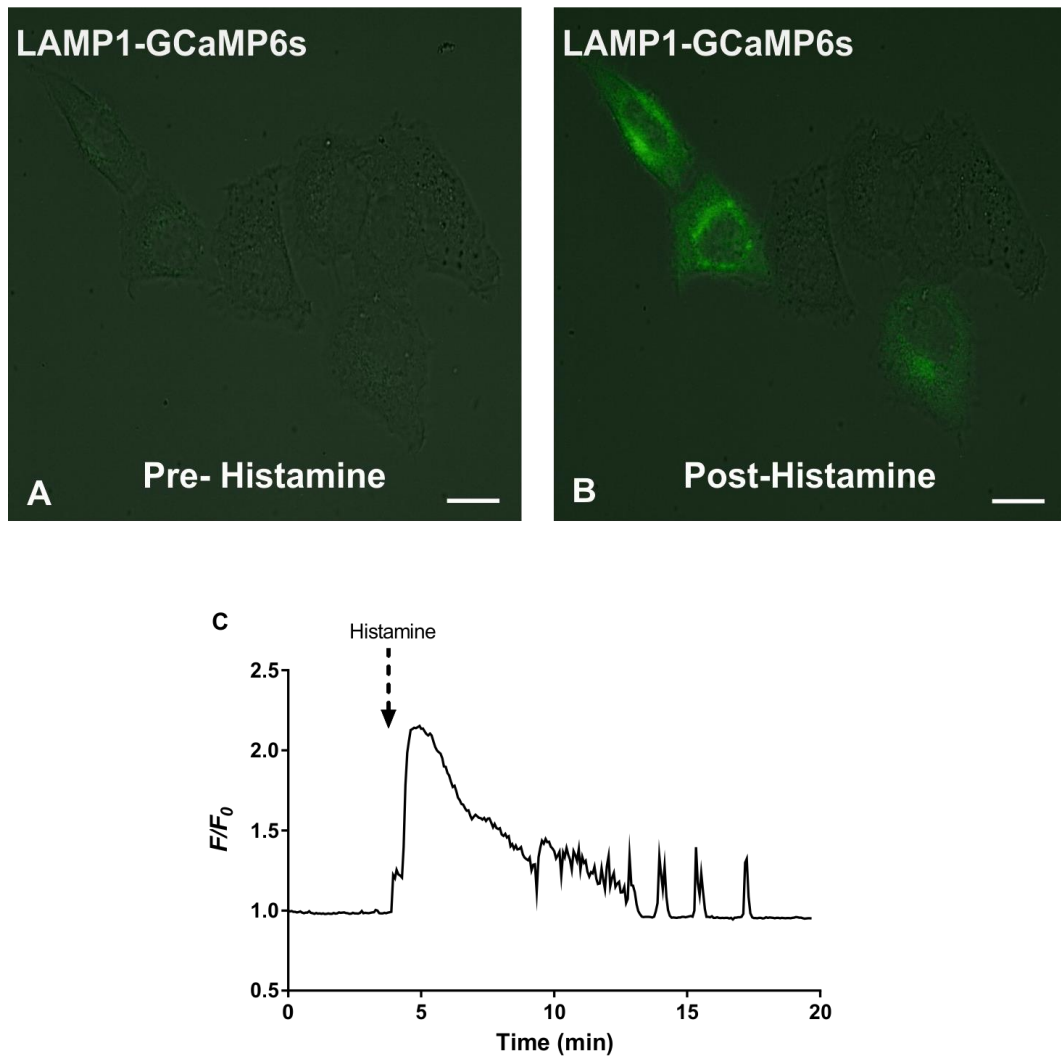 LAMP1-GCaMP6s
Pre- Histamine
A
LAMP1-GCaMP6s
Post-Histamine
B
C
Histamine
2.5
2.0
1.5
1.0
0.5
F/F0
0 5 10 15 20
Time (min)